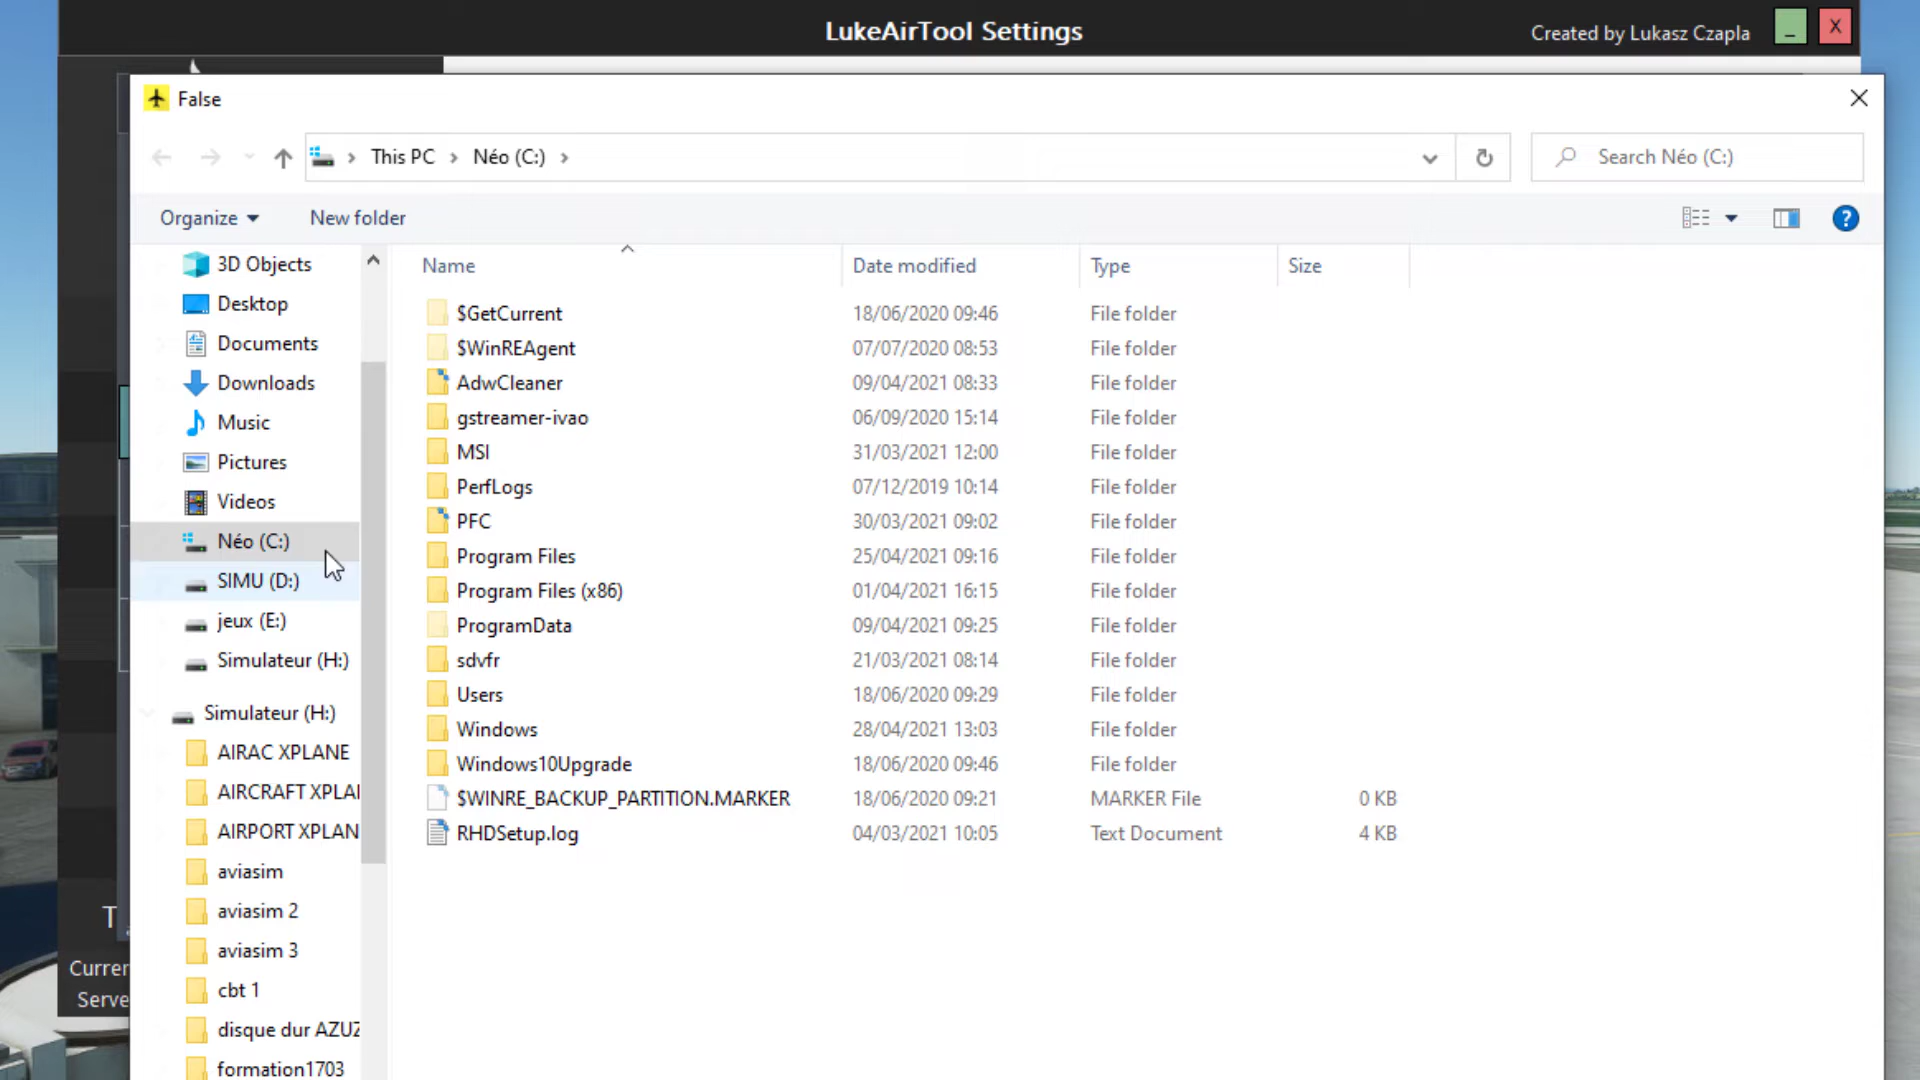 LukeAirTool Settings
Created by Lukasz Czapla
_
X
False
This PC > Néo (C:) >
Search Néo (C:)
Organize
New folder
?
3D Objects
Desktop
Documents
Downloads
Music
Pictures
Videos
Néo (C:)
SIMU (D:)
jeux (E:)
Simulateur (H:)
Simulateur (H:)
AIRAC XPLANE
AIRCRAFT XPLA
AIRPORT XPLAN
aviasim
aviasim 2
aviasim 3
cbt 1
disque dur AZUZ
formation1703
Name Date modified Type Size
$GetCurrent 18/06/2020 09:46 File folder
$WinREAgent 07/07/2020 08:53 File folder
AdwCleaner 09/04/2021 08:33 File folder
gstreamer-ivao 06/09/2020 15:14 File folder
MSI 31/03/2021 12:00 File folder
PerfLogs 07/12/2019 10:14 File folder
PFC 30/03/2021 09:02 File folder
Program Files 25/04/2021 09:16 File folder
Program Files (x86) 01/04/2021 16:15 File folder
ProgramData 09/04/2021 09:25 File folder
sdvfr 21/03/2021 08:14 File folder
Users 18/06/2020 09:29 File folder
Windows 28/04/2021 13:03 File folder
Windows10Upgrade 18/06/2020 09:46 File folder
$WINRE_BACKUP_PARTITION.MARKER 18/06/2020 09:21 MARKER File 0 KB
RHDSetup.log 04/03/2021 10:05 Text Document 4 KB
T
Curren
Serve